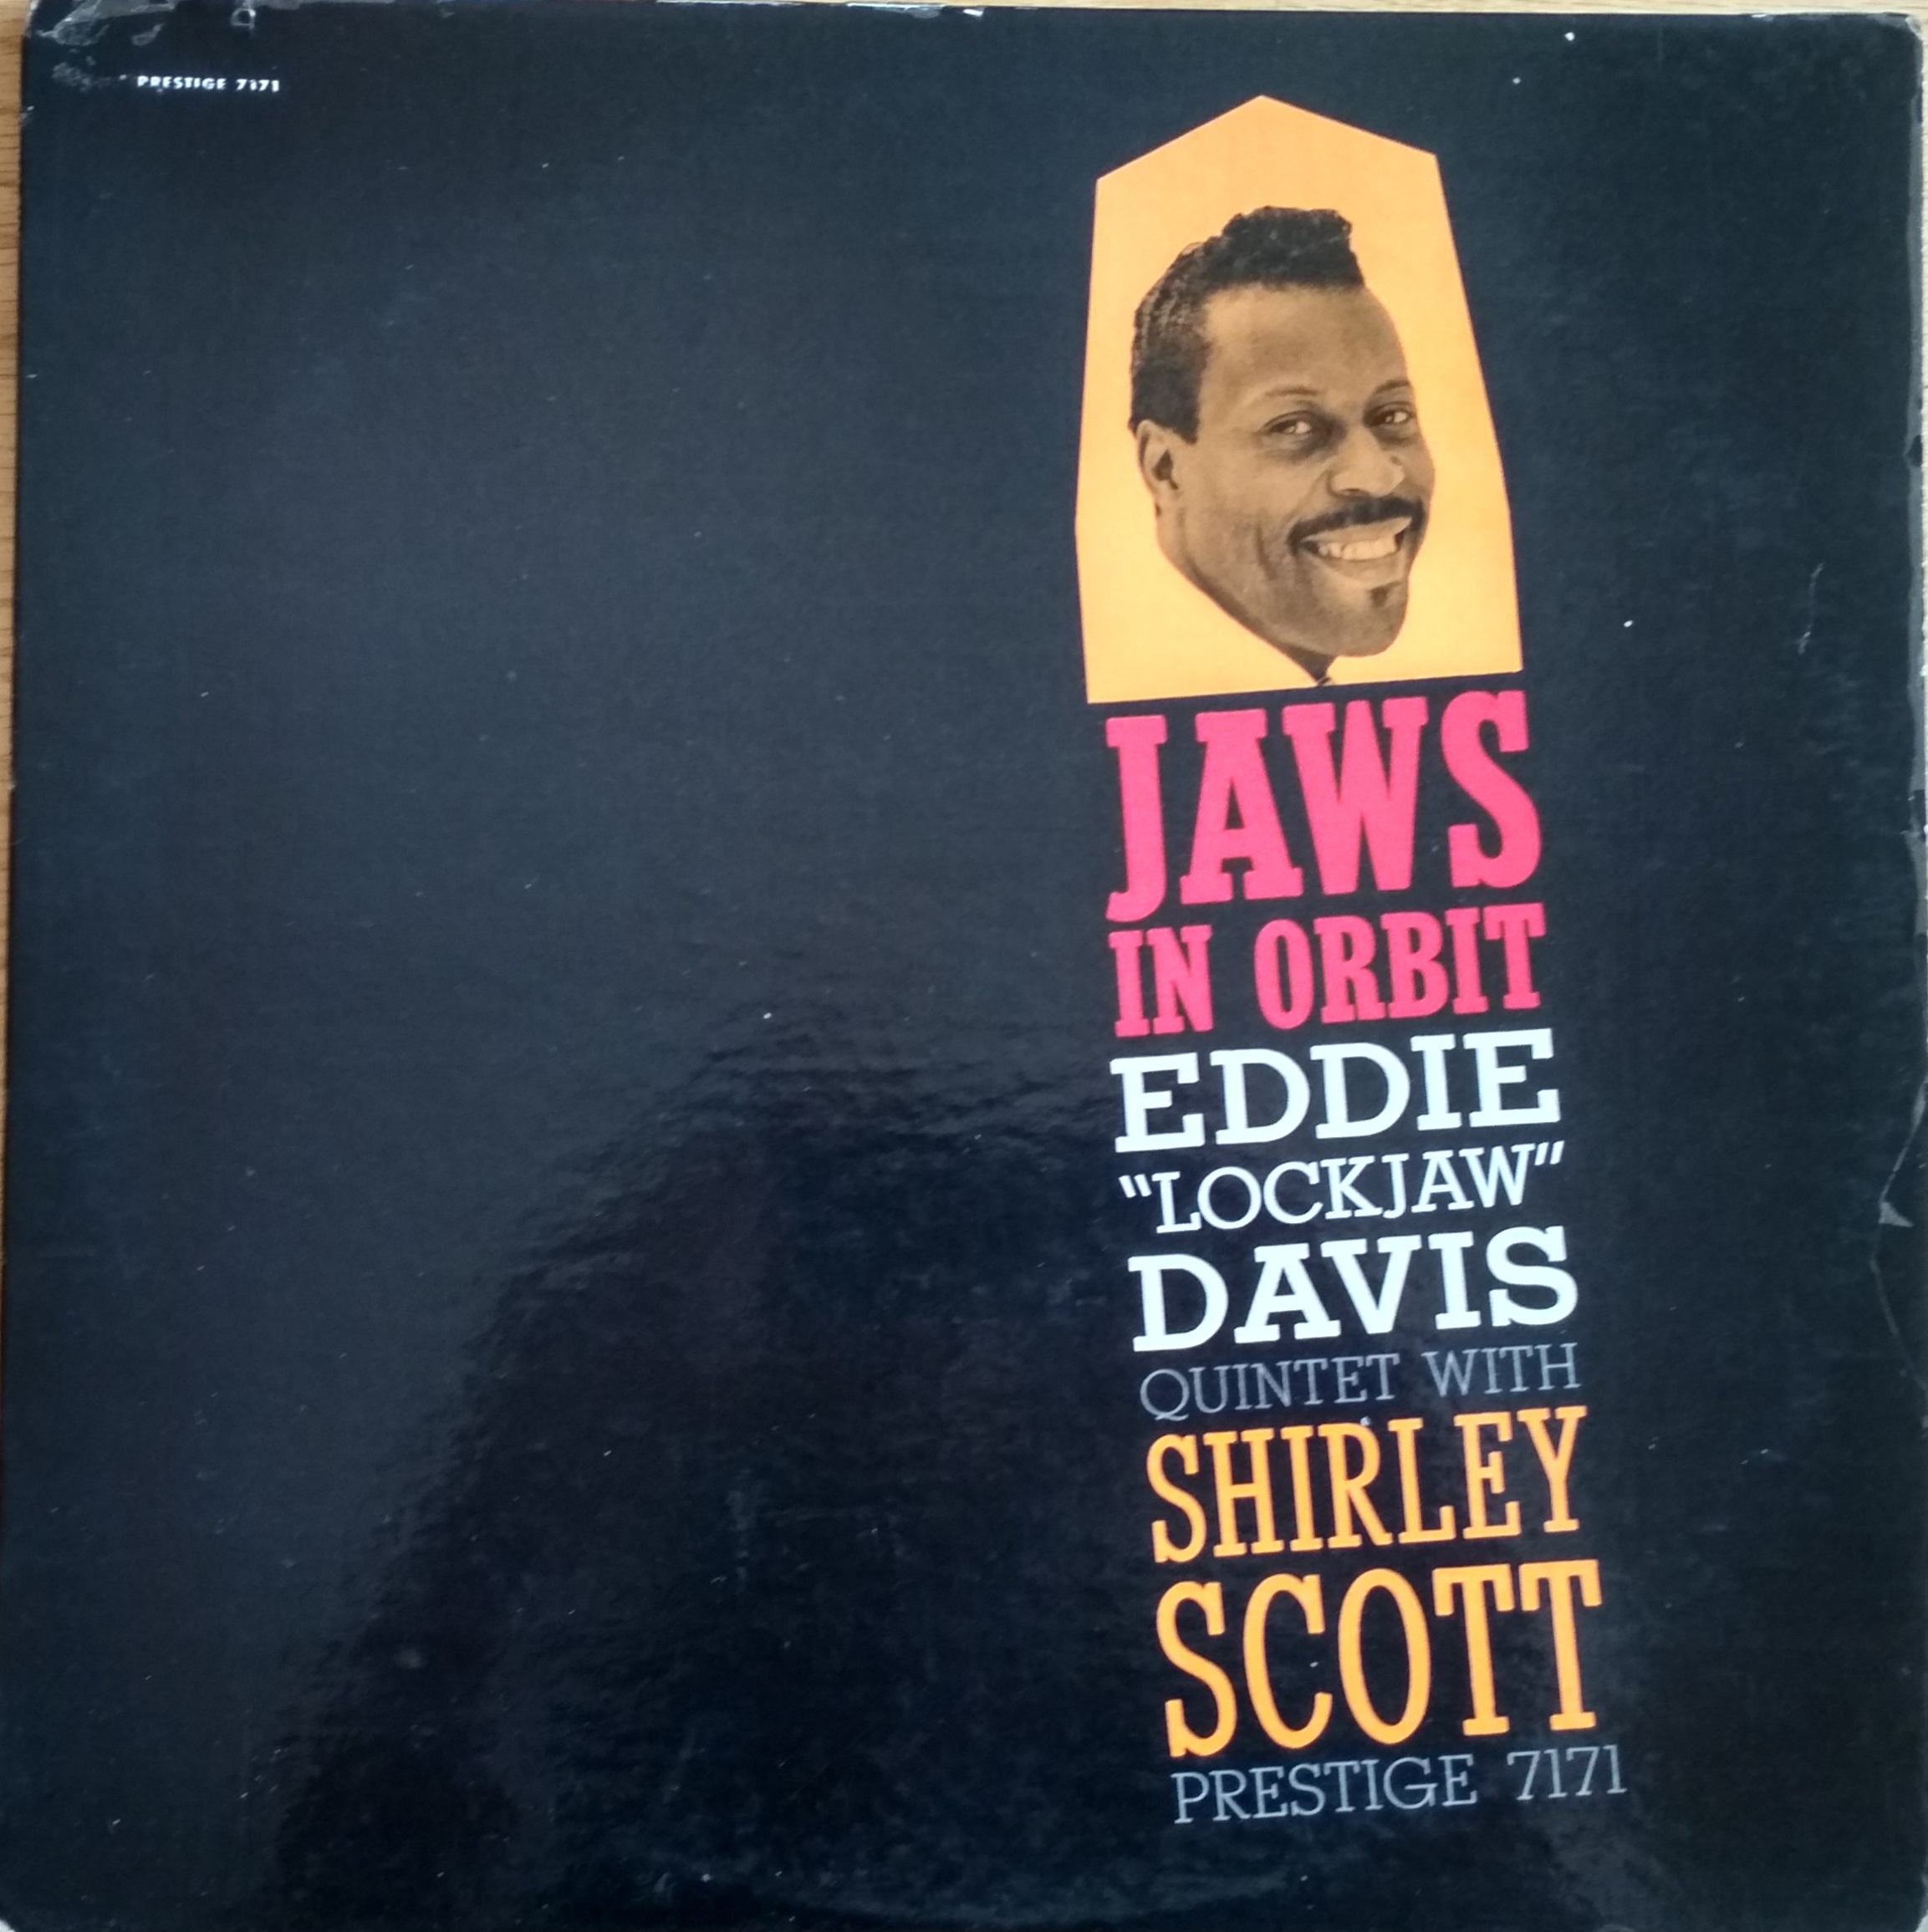 PRESTIGE 7171
JAWS
IN ORBIT
EDDIE
“LOCKJAW”
DAVIS
QUINTET WITH
SHIRLEY
SCOTT
PRESTIGE 7171